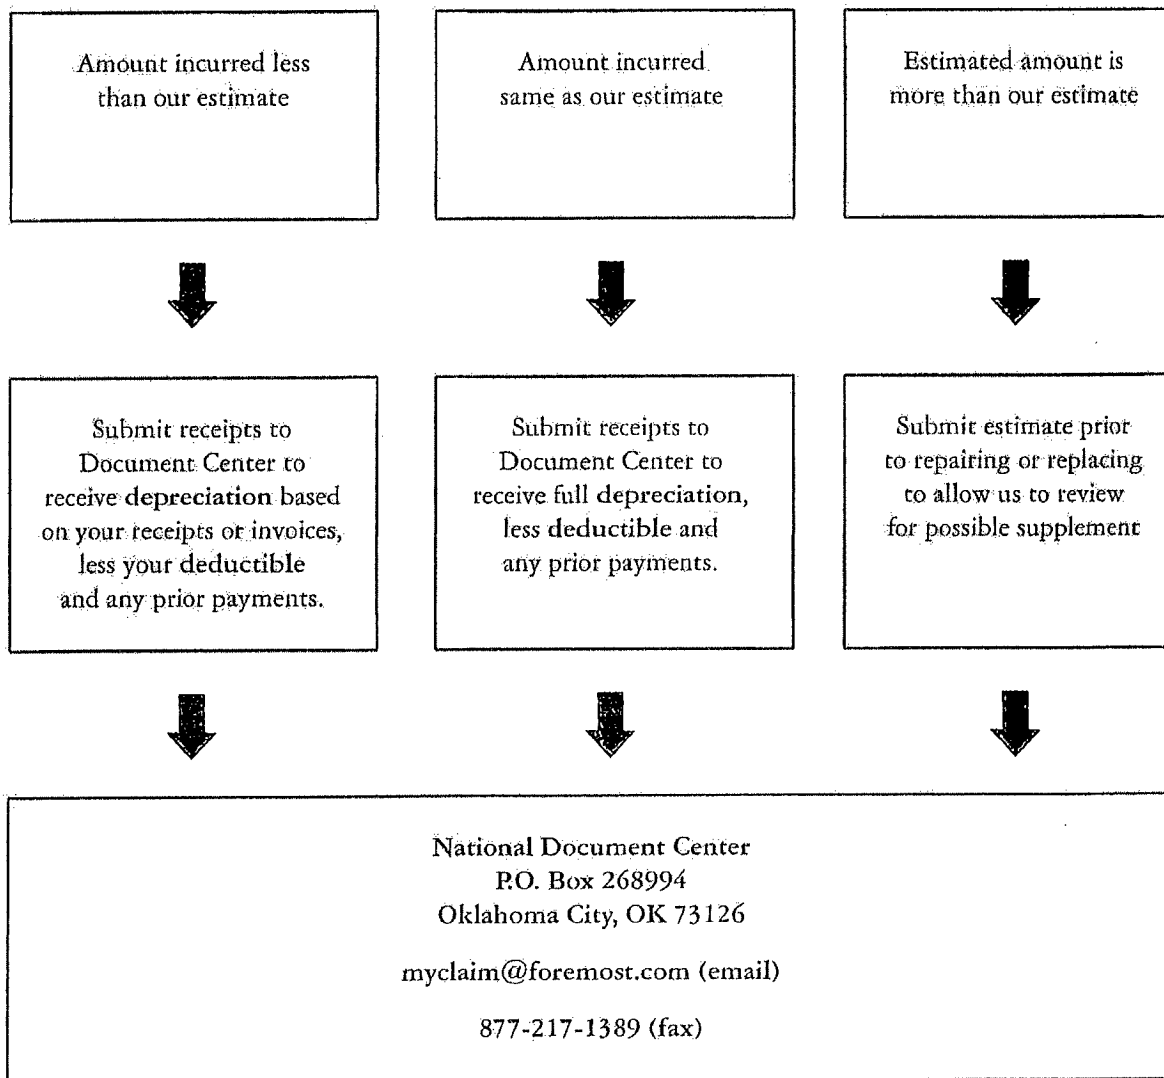 Amount incurred less
than our estimate
Amount incurred
same as our estimate
Estimated amount is
more than our estimate
Submit receipts to
Document Center to
receive depreciation based
on your receipts or invoices,
less your deductible
and any prior payments.
Submit receipts to
Document Center to
receive full depreciation,
less deductible and
any prior payments.
Submit estimate prior
to repairing or replacing
to allow us to review
for possible supplement
National Document Center
P.O. Box 268994
Oklahoma City, OK 73126
myclaim@foremost.com (email)
877-217-1389 (fax)